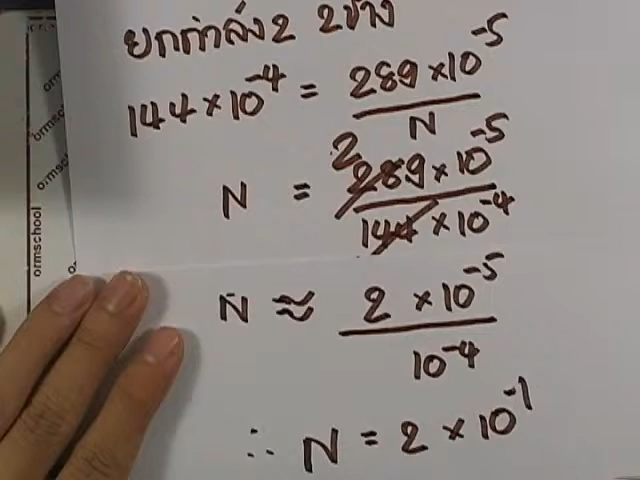 ยกกำลัง2 2ข้าง
144 × 10⁻⁴ = 289 × 10⁻⁵ / N
N = 2 289 × 10⁻⁵ / 144 × 10⁻⁴
N ≈ 2 × 10⁻⁵ / 10⁻⁴
∴ N = 2 × 10⁻¹
ormschool
ormschool
ormschool